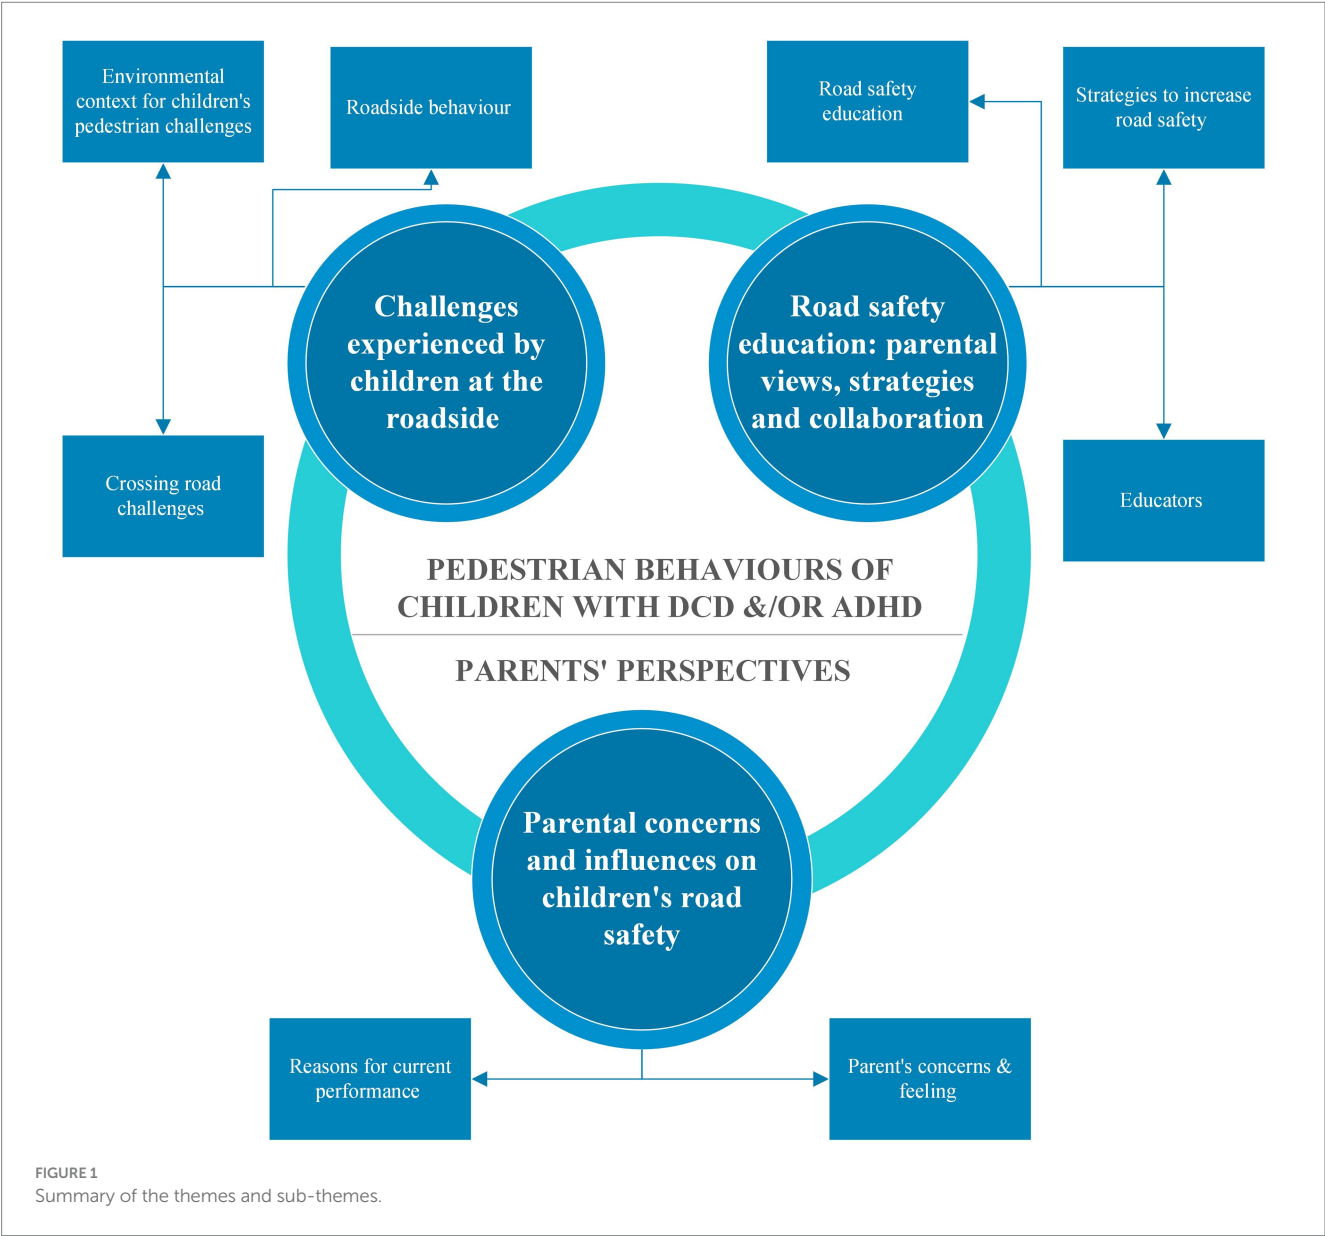 Environmental
context for children's
pedestrian challenges
Roadside behaviour
Road safety
education
Strategies to increase
road safety
Challenges
experienced by
children at the
roadside
Road safety
education: parental
views, strategies
and collaboration
Crossing road
challenges
Educators
PEDESTRIAN BEHAVIOURS OF
CHILDREN WITH DCD &/OR ADHD
PARENTS' PERSPECTIVES
Parental concerns
and influences on
children's road
safety
Reasons for current
performance
Parent's concerns &
feeling
FIGURE 1
Summary of the themes and sub-themes.